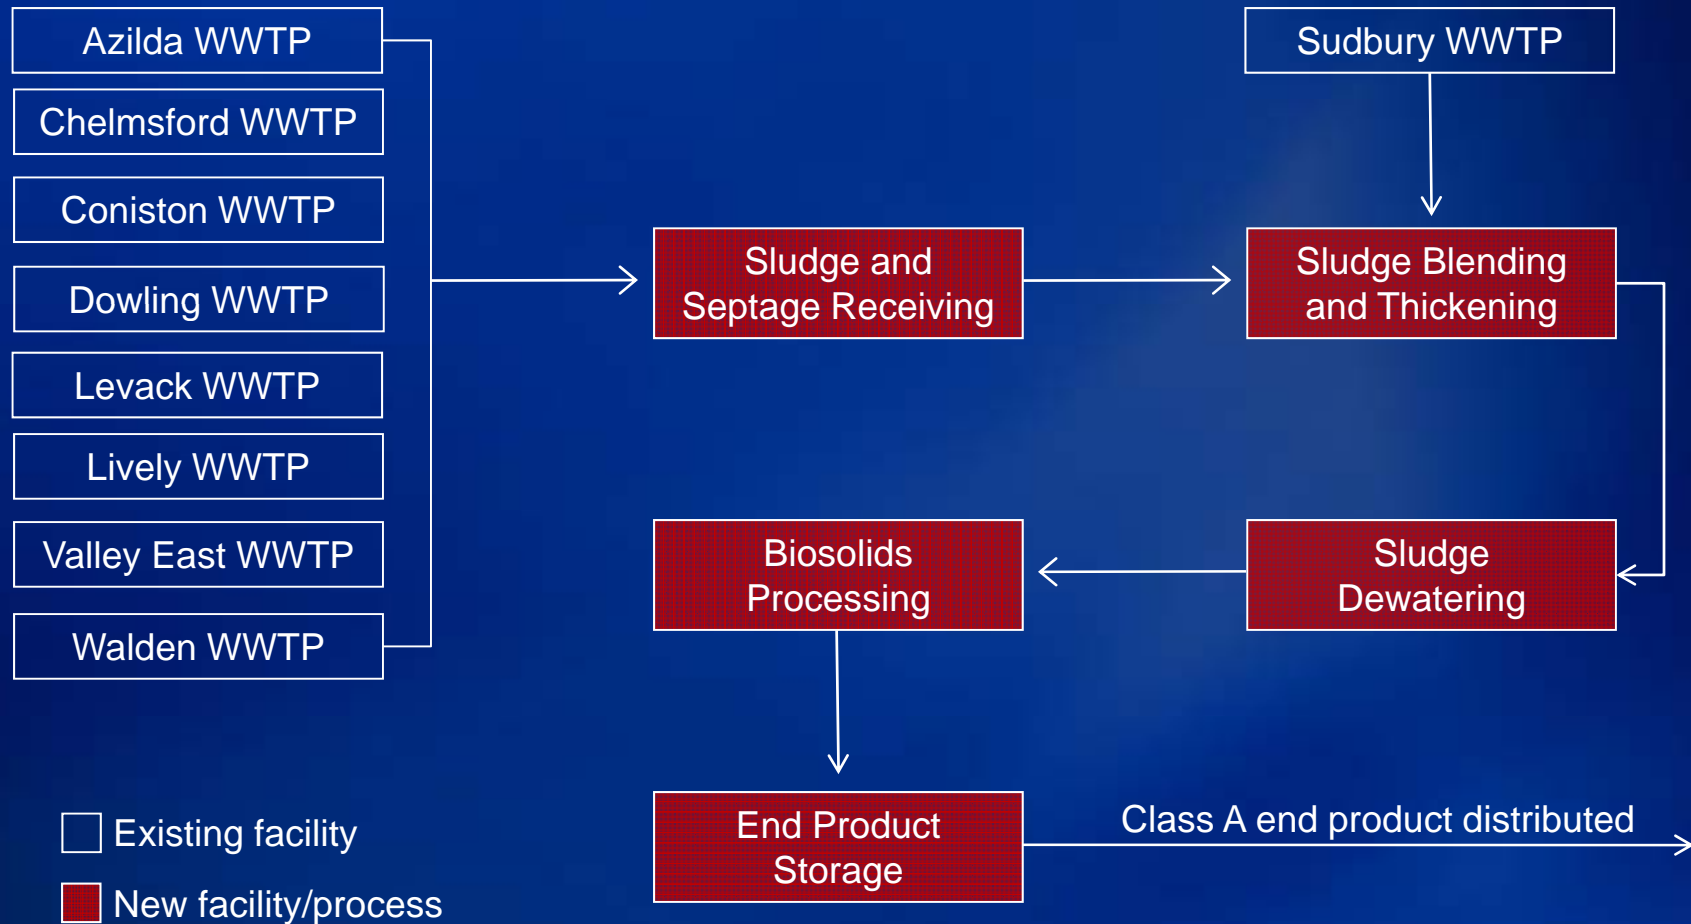 Azilda WWTP
Chelmsford WWTP
Coniston WWTP
Dowling WWTP
Levack WWTP
Lively WWTP
Valley East WWTP
Walden WWTP
Sudbury WWTP
Sludge and
Septage Receiving
Sludge Blending
and Thickening
Sludge
Dewatering
Biosolids
Processing
End Product
Storage
Class A end product distributed
Existing facility
New facility/process